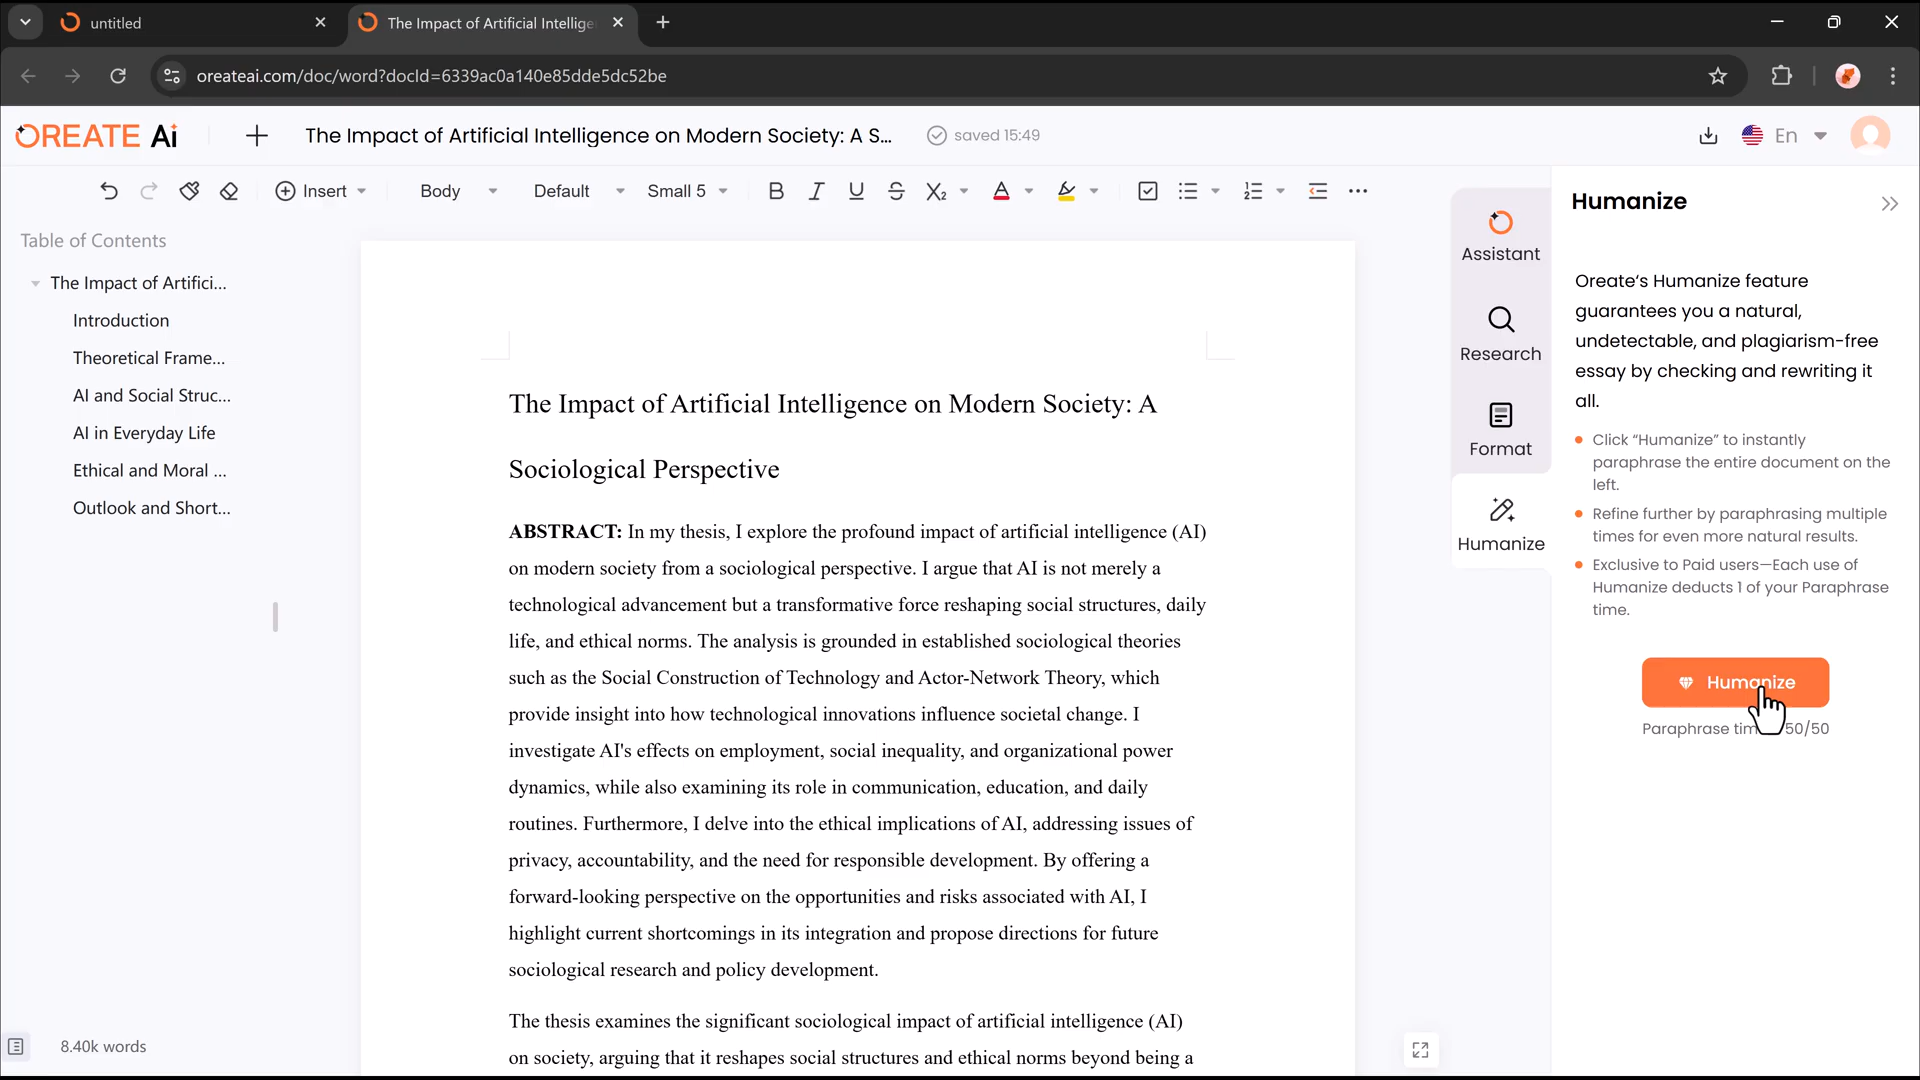 untitled
The Impact of Artificial Intellige
oreateai.com/doc/word?docId=6339ac0a140e85dde5dc52be
OREATE Ai
The Impact of Artificial Intelligence on Modern Society: A S...
saved 15:49
En
Insert
Body
Default
Small 5
B I U S X₂ A
Table of Contents
The Impact of Artifici...
Introduction
Theoretical Frame...
AI and Social Struc...
AI in Everyday Life
Ethical and Moral ...
Outlook and Short...
8.40k words
The Impact of Artificial Intelligence on Modern Society: A
Sociological Perspective
ABSTRACT: In my thesis, I explore the profound impact of artificial intelligence (AI)
on modern society from a sociological perspective. I argue that AI is not merely a
technological advancement but a transformative force reshaping social structures, daily
life, and ethical norms. The analysis is grounded in established sociological theories
such as the Social Construction of Technology and Actor-Network Theory, which
provide insight into how technological innovations influence societal change. I
investigate AI's effects on employment, social inequality, and organizational power
dynamics, while also examining its role in communication, education, and daily
routines. Furthermore, I delve into the ethical implications of AI, addressing issues of
privacy, accountability, and the need for responsible development. By offering a
forward-looking perspective on the opportunities and risks associated with AI, I
highlight current shortcomings in its integration and propose directions for future
sociological research and policy development.
The thesis examines the significant sociological impact of artificial intelligence (AI)
on society, arguing that it reshapes social structures and ethical norms beyond being a
Assistant
Research
Format
Humanize
Humanize
Oreate‘s Humanize feature
guarantees you a natural,
undetectable, and plagiarism-free
essay by checking and rewriting it
all.
Click “Humanize” to instantly
paraphrase the entire document on the
left.
Refine further by paraphrasing multiple
times for even more natural results.
Exclusive to Paid users—Each use of
Humanize deducts 1 of your Paraphrase
time.
Humanize
Paraphrase 50/50